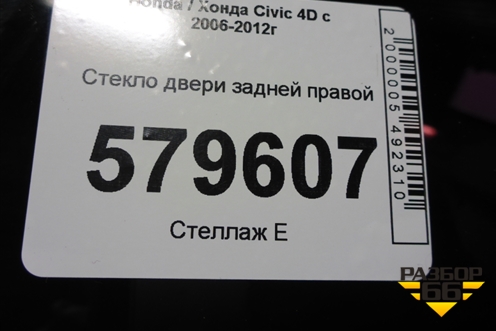 Honda / Хонда Civic 4D с
2006-2012г
Стекло двери задней правой
579607
Стеллаж Е
2000005492310
РАЗБОР
66